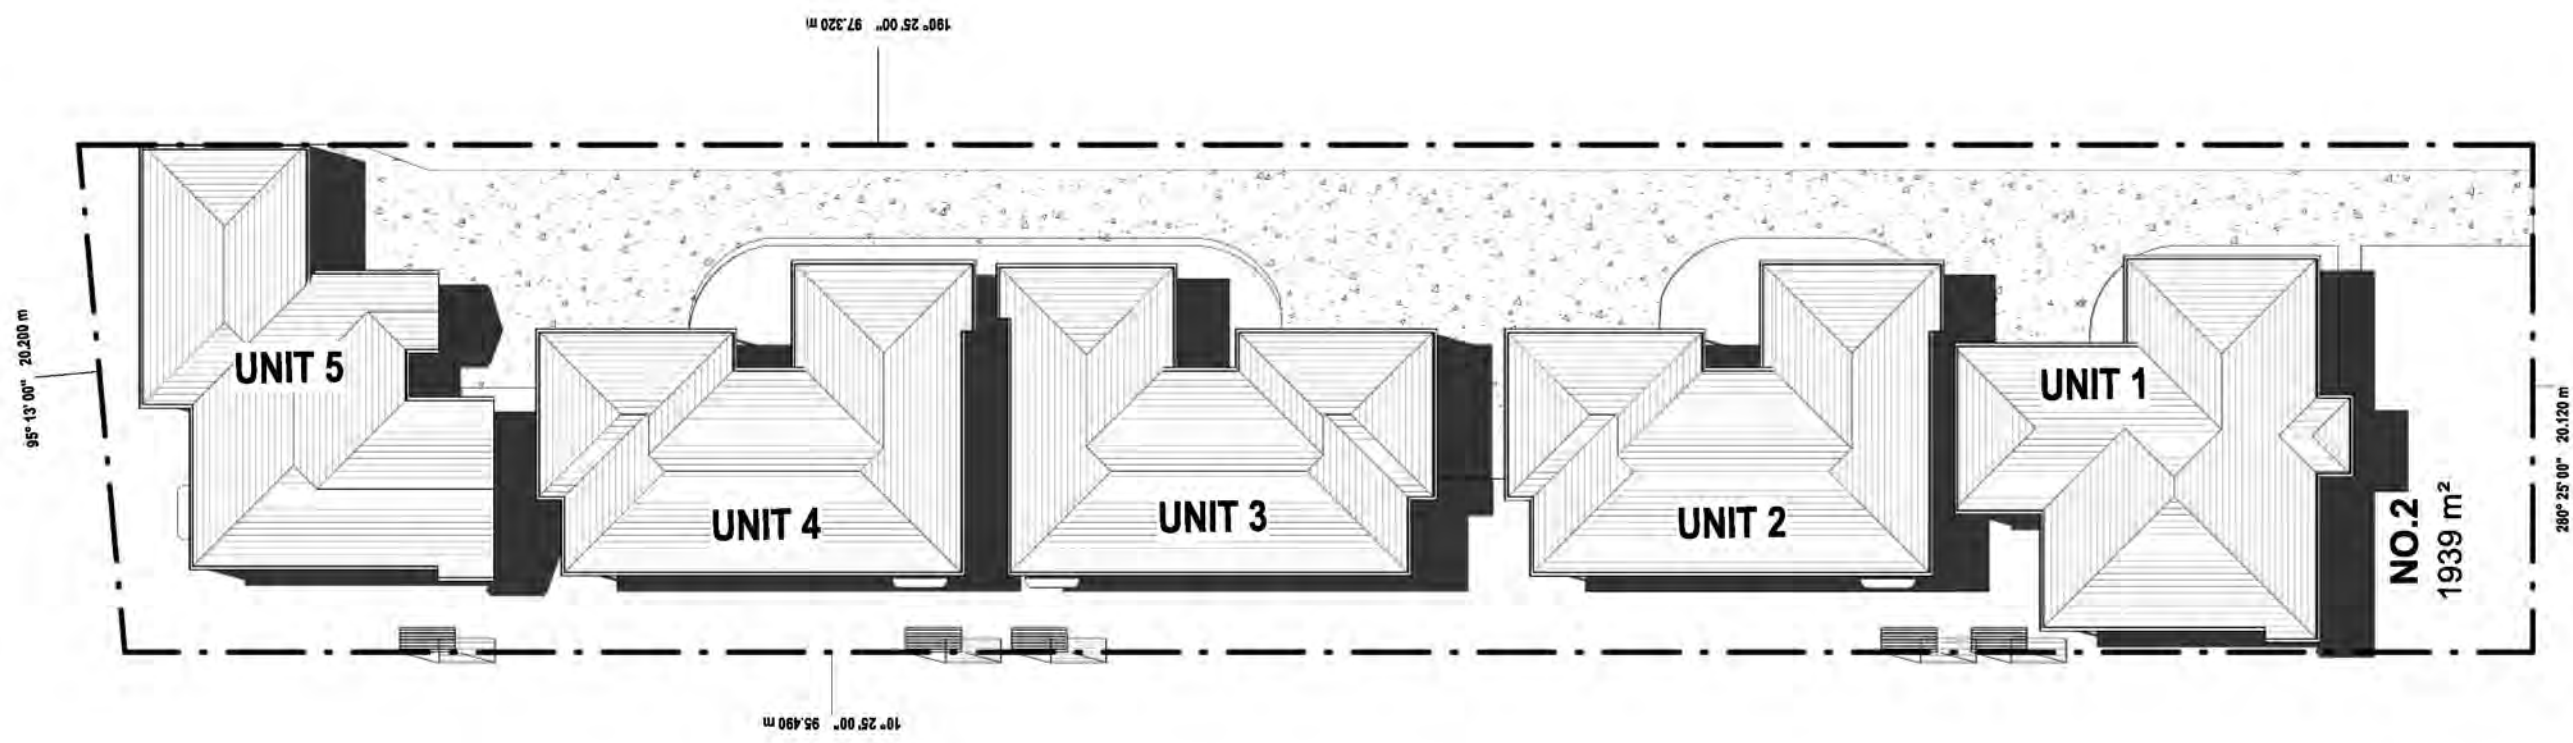 190° 25' 00" 97.320 m
95° 13' 00" 20.200 m
UNIT 5
UNIT 4
UNIT 3
UNIT 2
UNIT 1
NO.2
1939 m²
280° 25' 00" 20.120 m
10° 25' 00" 95.490 m